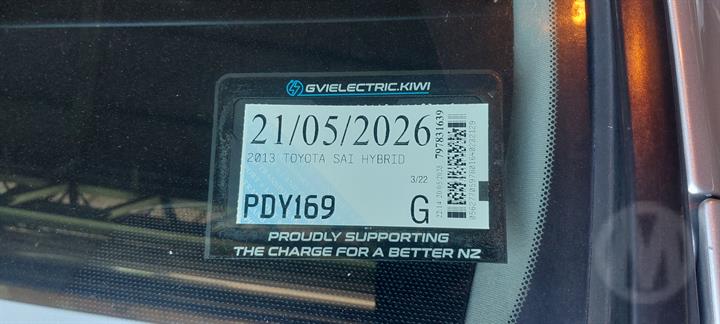 GVIELECTRIC.KIWI
21/05/2026
2013 TOYOTA SAI HYBRID
3/22
PDY169
G
797831639
PROUDLY SUPPORTING
THE CHARGE FOR A BETTER NZ
M